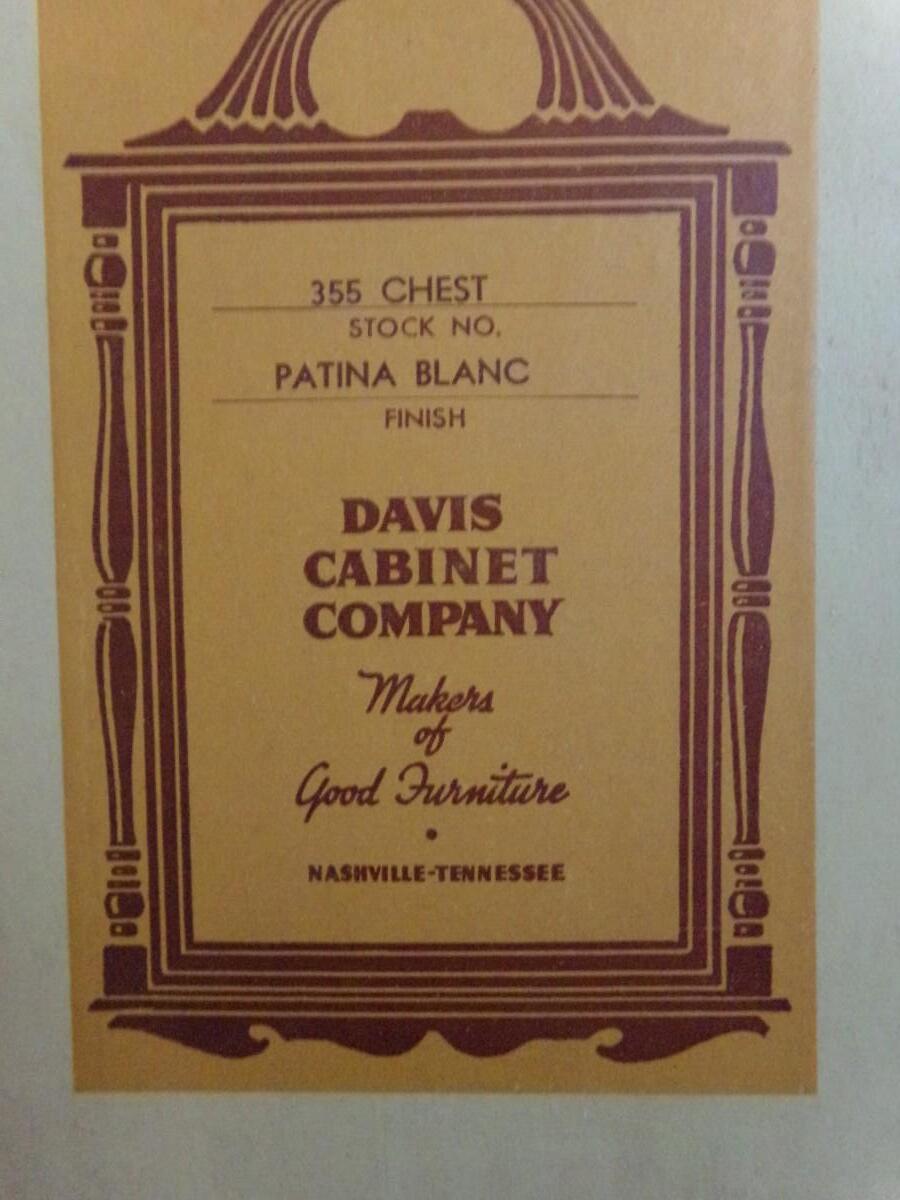 355 CHEST
STOCK NO.
PATINA BLANC
FINISH
DAVIS
CABINET
COMPANY
Makers
of
Good Furniture
NASHVILLE-TENNESSEE